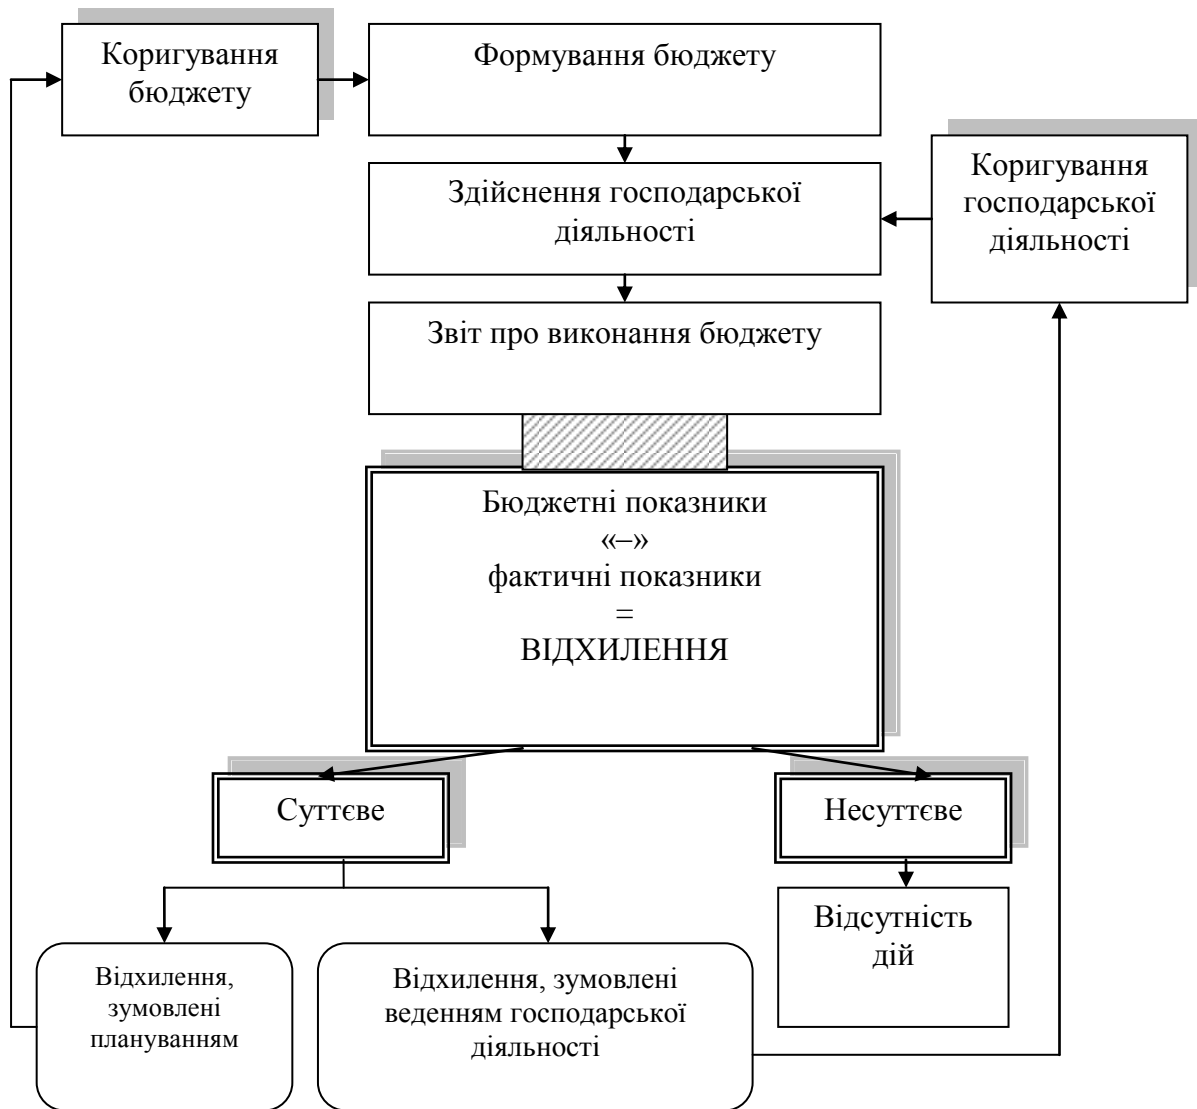 Коригування
бюджету
Формування бюджету
Здійснення господарської
діяльності
Коригування
господарської
діяльності
Звіт про виконання бюджету
Бюджетні показники
«–»
фактичні показники
=
ВІДХИЛЕННЯ
Суттєве
Несуттєве
Відсутність
дій
Відхилення,
зумовлені
плануванням
Відхилення, зумовлені
веденням господарської
діяльності